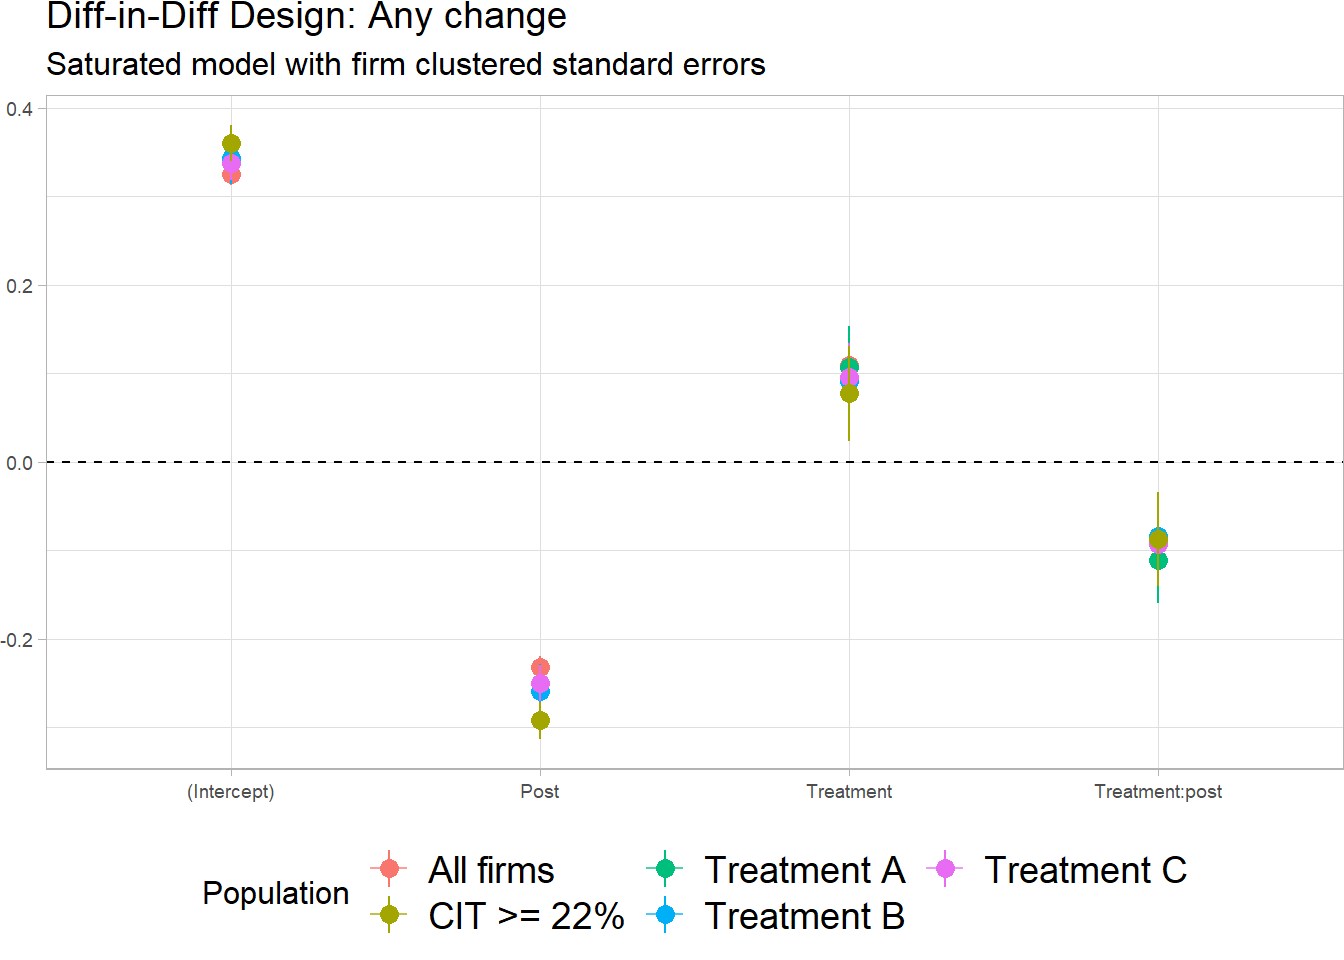 Diff-in-Diff Design: Any change
Saturated model with firm clustered standard errors
0.4
0.2
0.0
-0.2
(Intercept) Post Treatment Treatment:post
Population
All firms Treatment A Treatment C
CIT >= 22% Treatment B